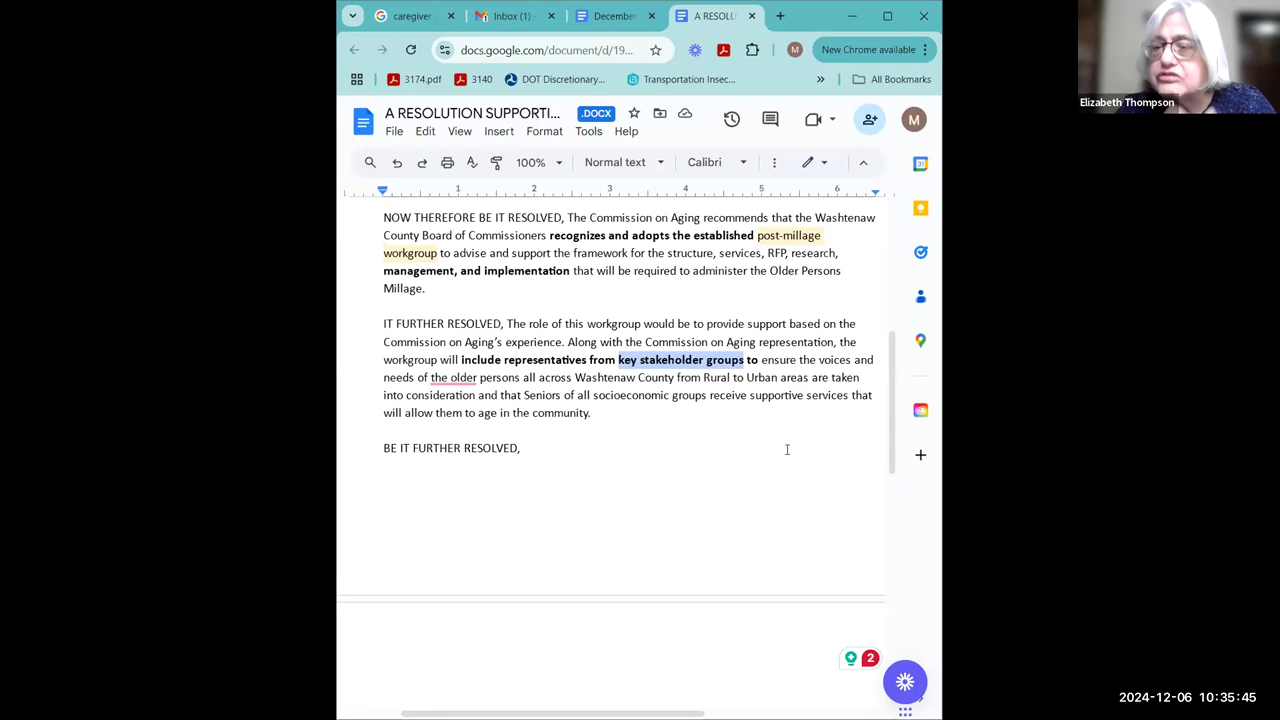 caregiver
Inbox (1)
December
A RESOLU
docs.google.com/document/d/19...
M
New Chrome available
3174.pdf
3140
DOT Discretionary...
Transportation Insec...
»
All Bookmarks
Elizabeth Thompson
A RESOLUTION SUPPORTI...
.DOCX
File Edit View Insert Format Tools Help
M
100%
Normal text
Calibri
1 2 3 4 5 6
NOW THEREFORE BE IT RESOLVED, The Commission on Aging recommends that the Washtenaw
County Board of Commissioners recognizes and adopts the established post-millage
workgroup to advise and support the framework for the structure, services, RFP, research,
management, and implementation that will be required to administer the Older Persons
Millage.
IT FURTHER RESOLVED, The role of this workgroup would be to provide support based on the
Commission on Aging’s experience. Along with the Commission on Aging representation, the
workgroup will include representatives from key stakeholder groups to ensure the voices and
needs of the older persons all across Washtenaw County from Rural to Urban areas are taken
into consideration and that Seniors of all socioeconomic groups receive supportive services that
will allow them to age in the community.
BE IT FURTHER RESOLVED,
2
2024-12-06 10:35:45